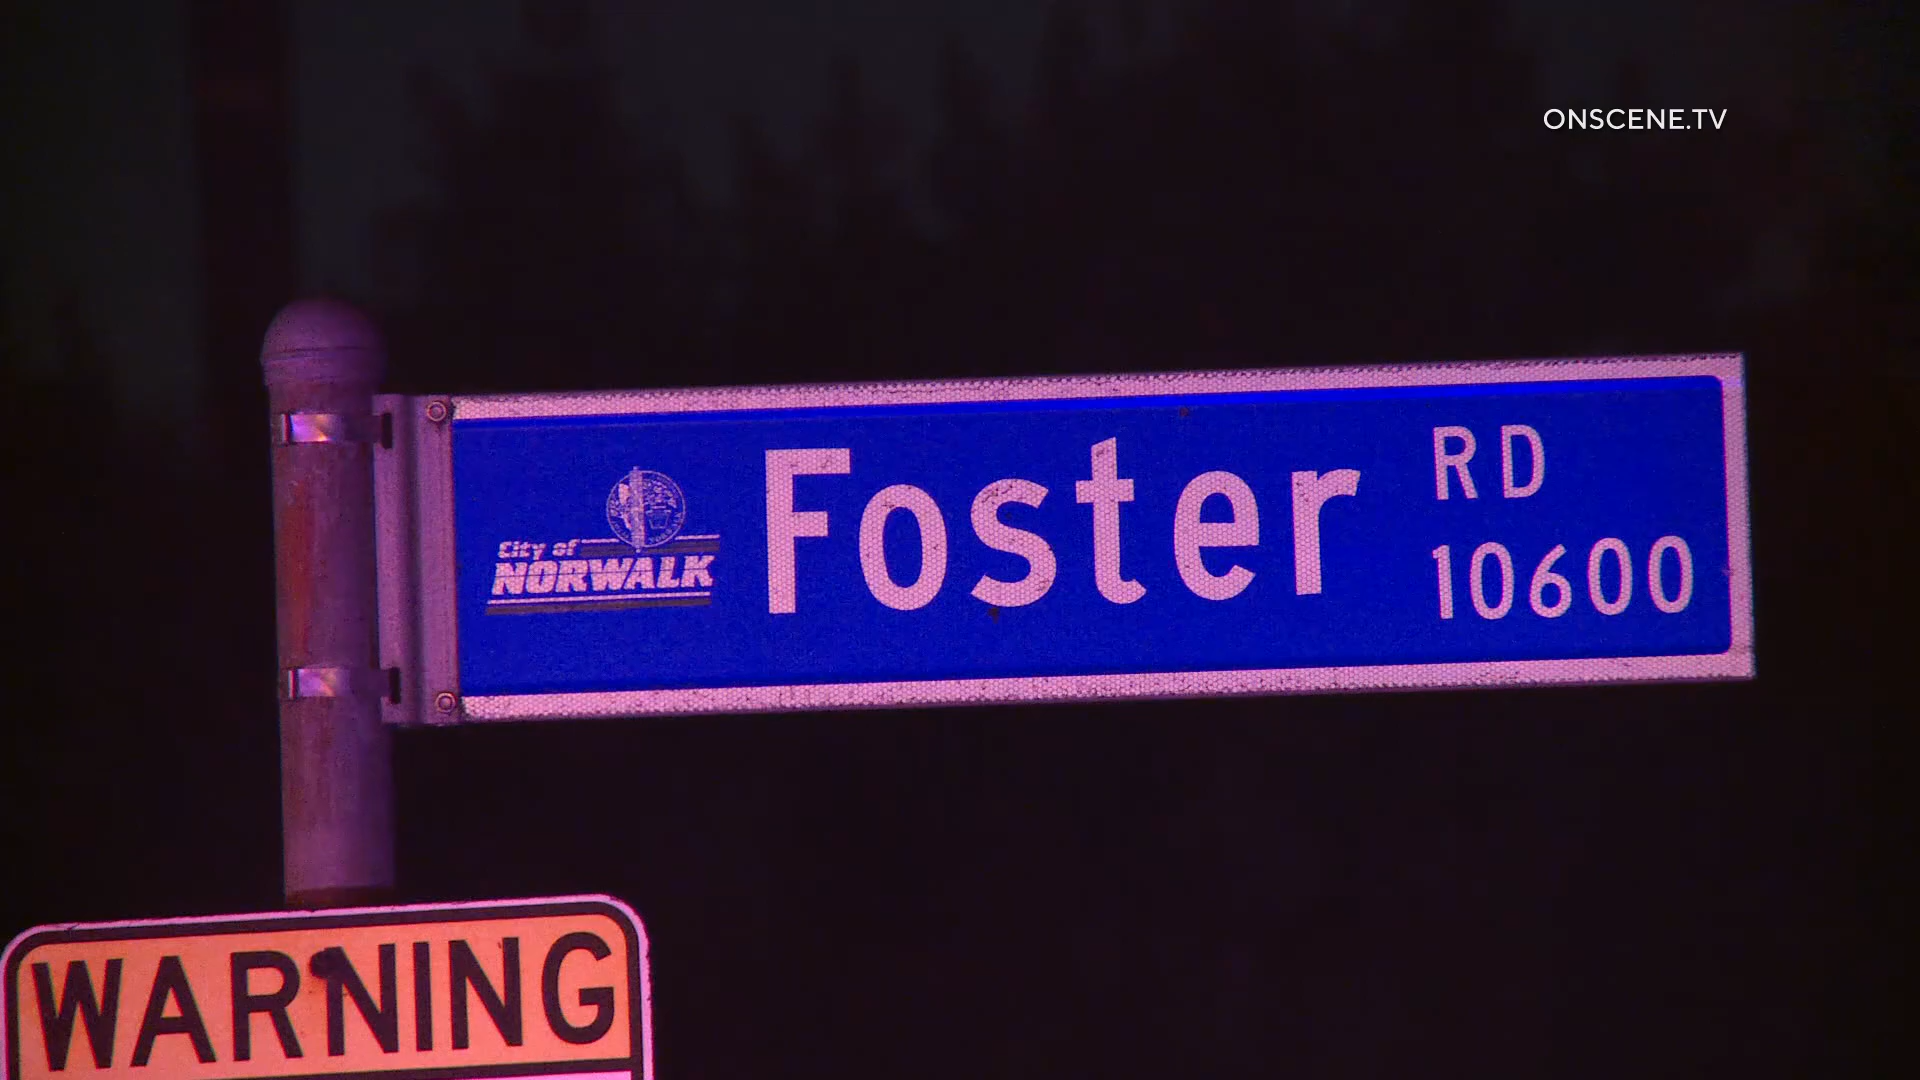 ONSCENE.TV
City of
NORWALK
Foster RD
10600
WARNING